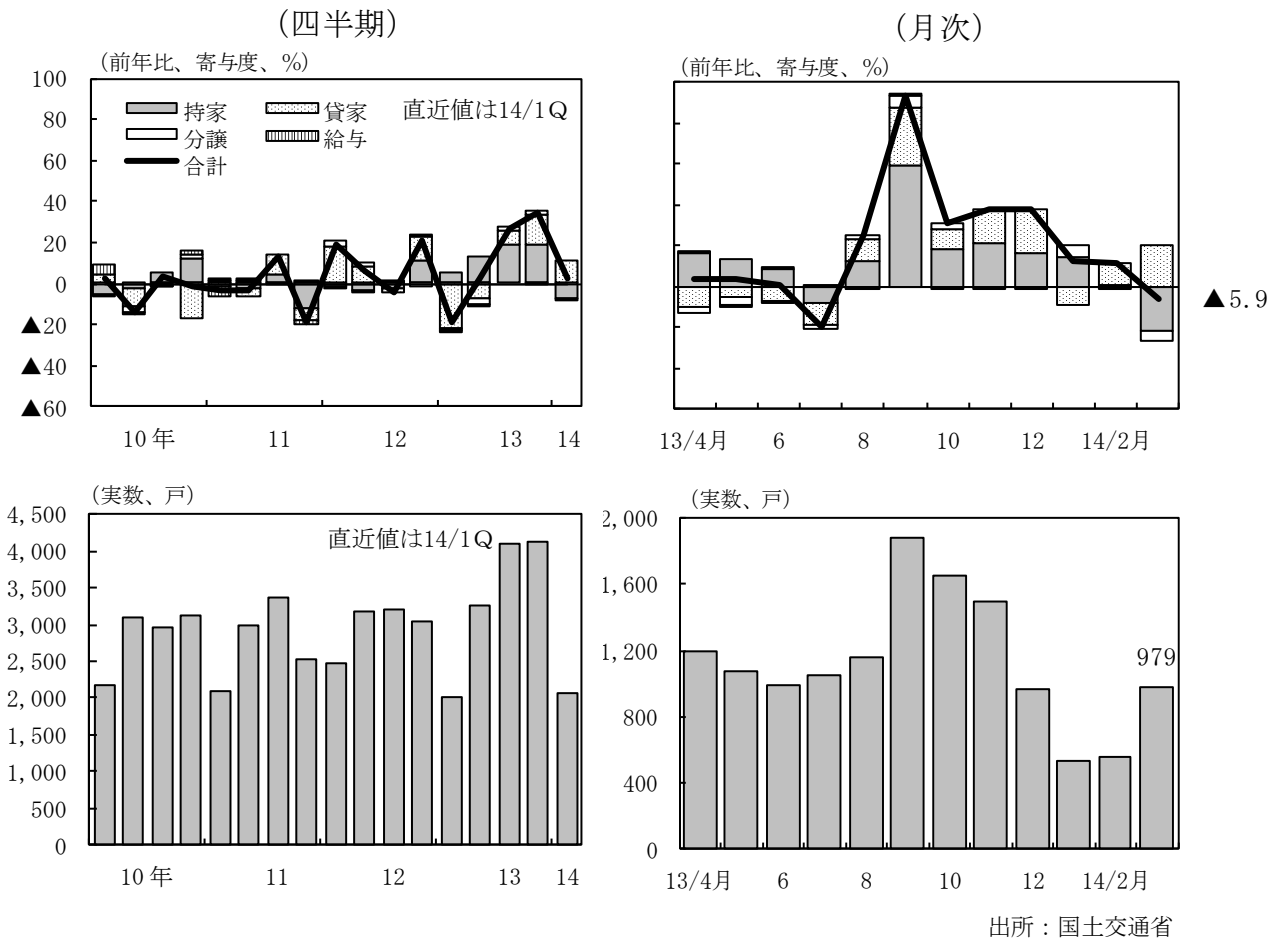 (四半期)
(前年比、寄与度、%)
100
80
60
40
20
0
▲20
▲40
▲60
持家
貸家
直近値は14/1Q
分譲
給与
合計
10年 11 12 13 14
(月次)
(前年比、寄与度、%)
▲5.9
13/4月 6 8 10 12 14/2月
(実数、戸)
4,500
4,000
3,500
3,000
2,500
2,000
1,500
1,000
500
0
直近値は14/1Q
10年 11 12 13 14
(実数、戸)
2,000
1,600
1,200
800
400
0
979
13/4月 6 8 10 12 14/2月
出所:国土交通省